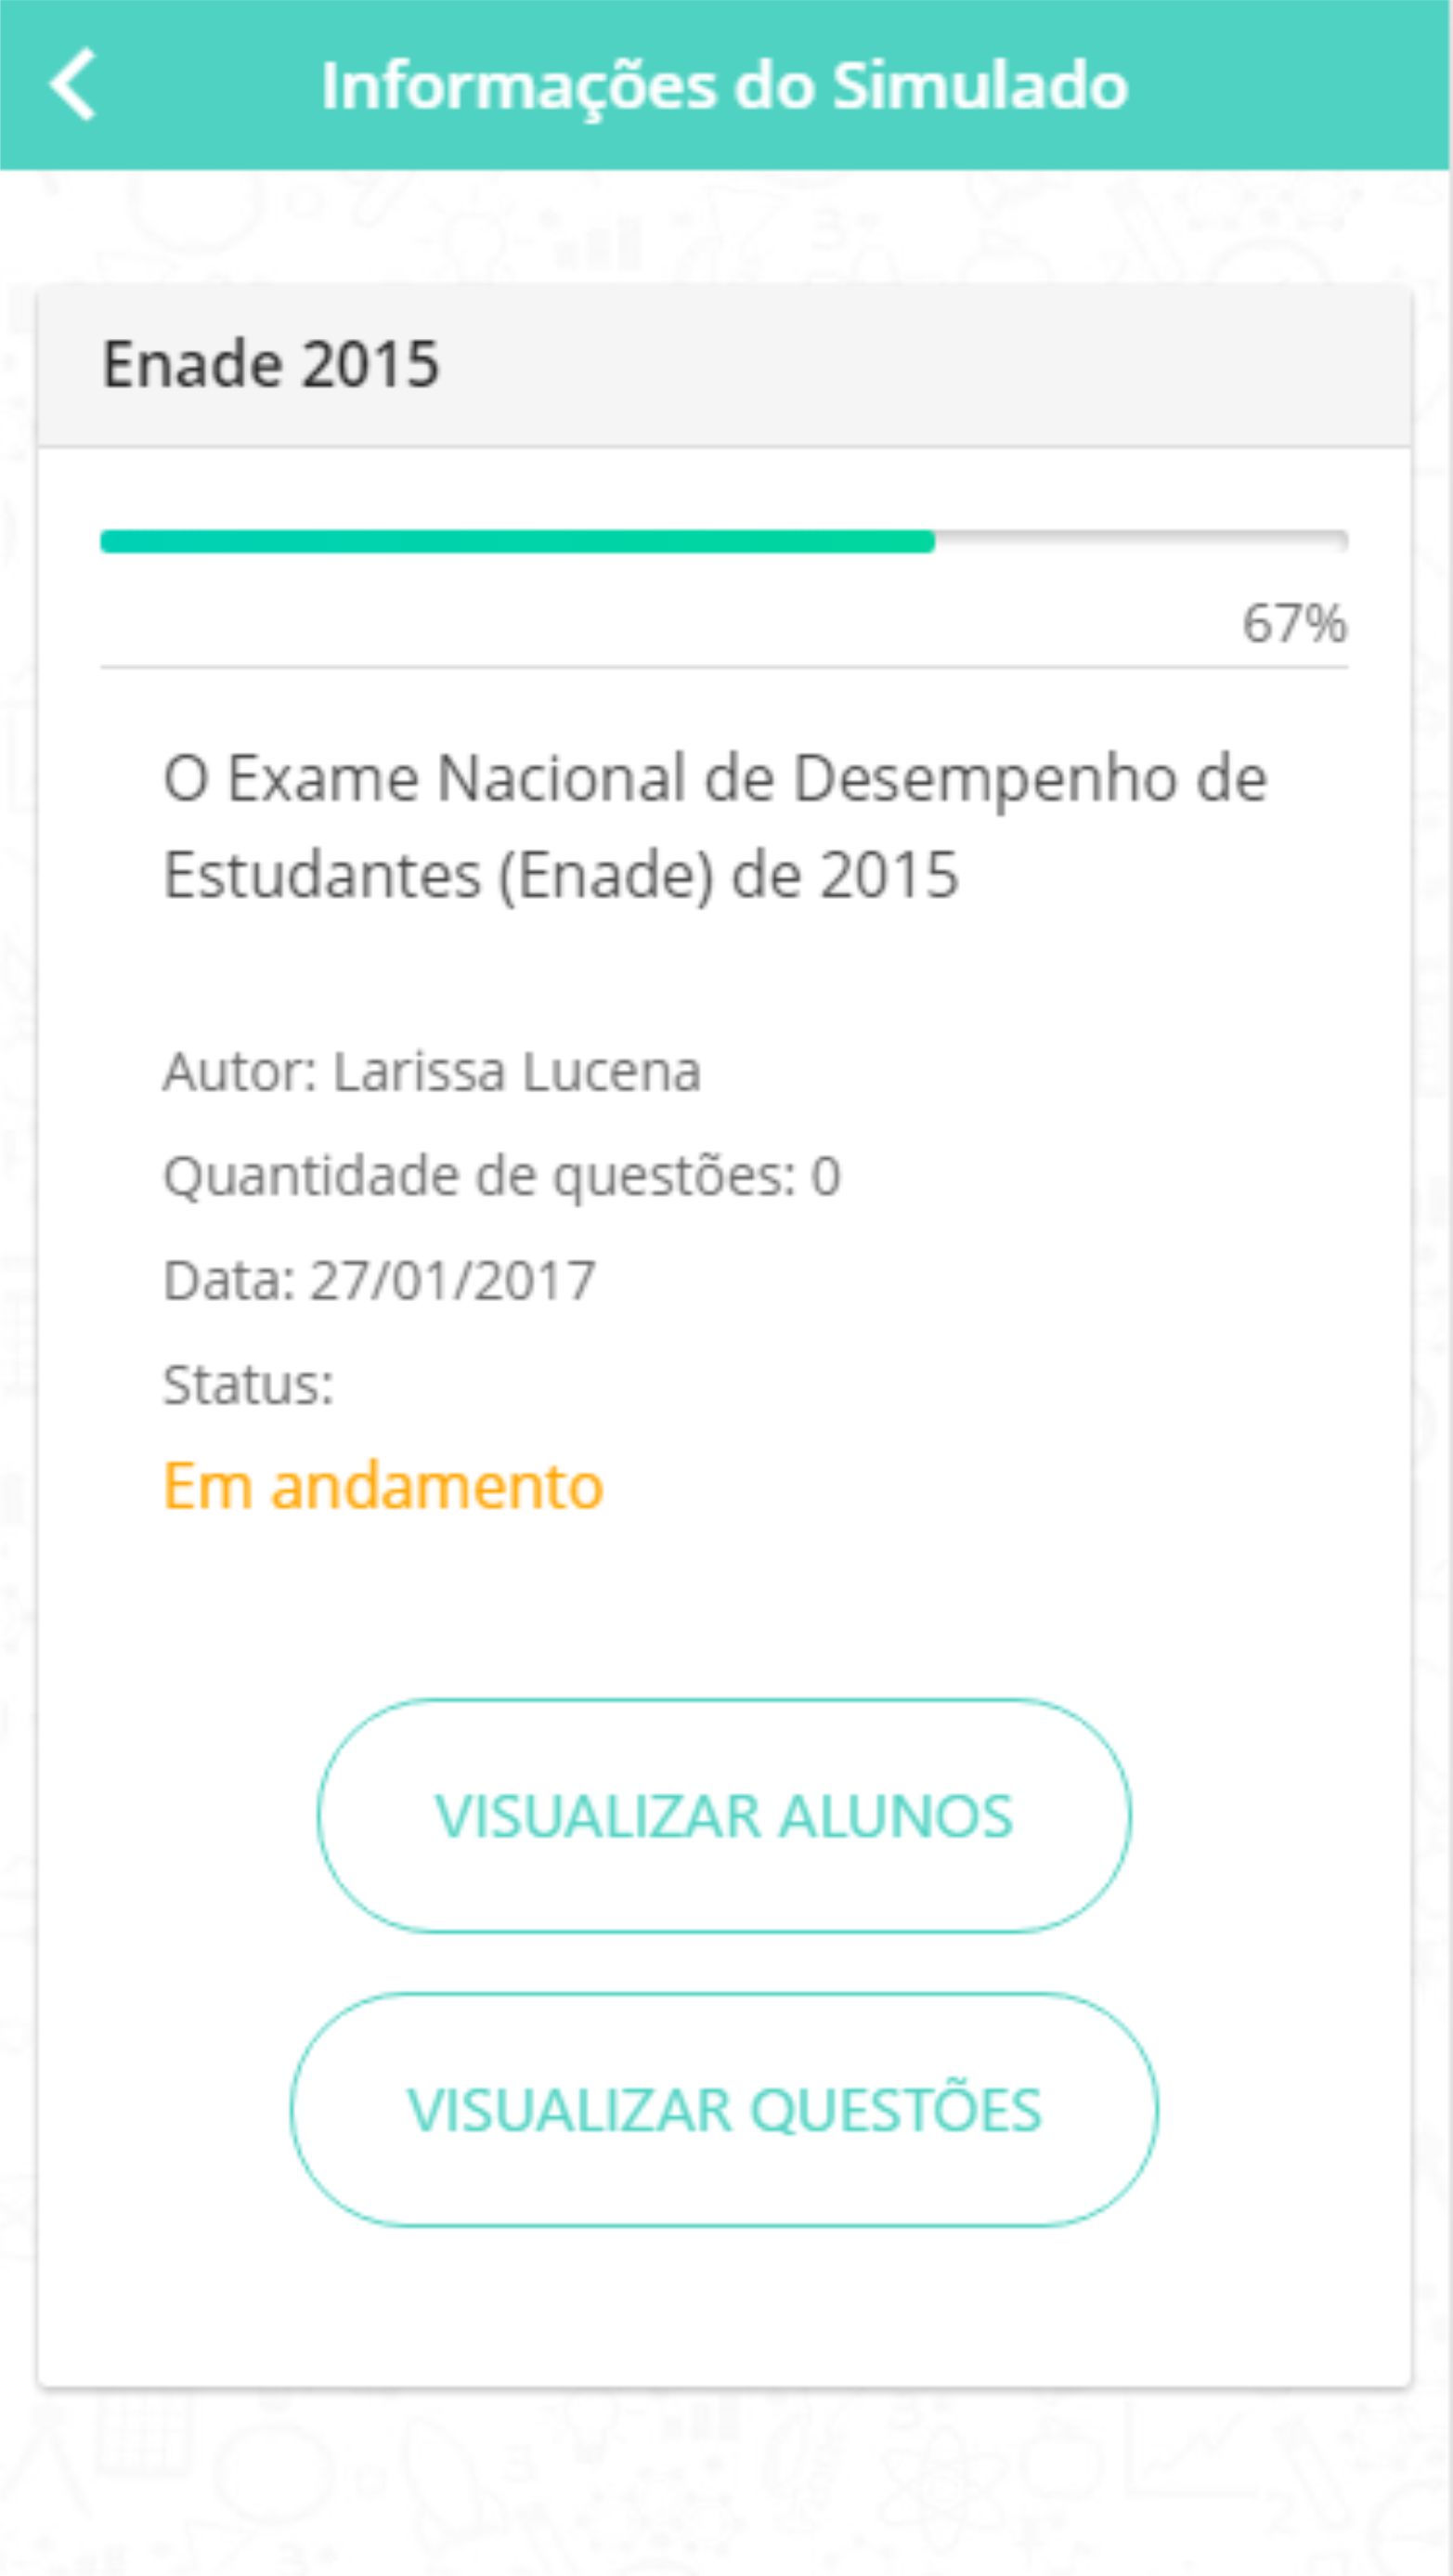 Informações do Simulado
Enade 2015
67%
O Exame Nacional de Desempenho de
Estudantes (Enade) de 2015
Autor: Larissa Lucena
Quantidade de questões: 0
Data: 27/01/2017
Status:
Em andamento
VISUALIZAR ALUNOS
VISUALIZAR QUESTÕES